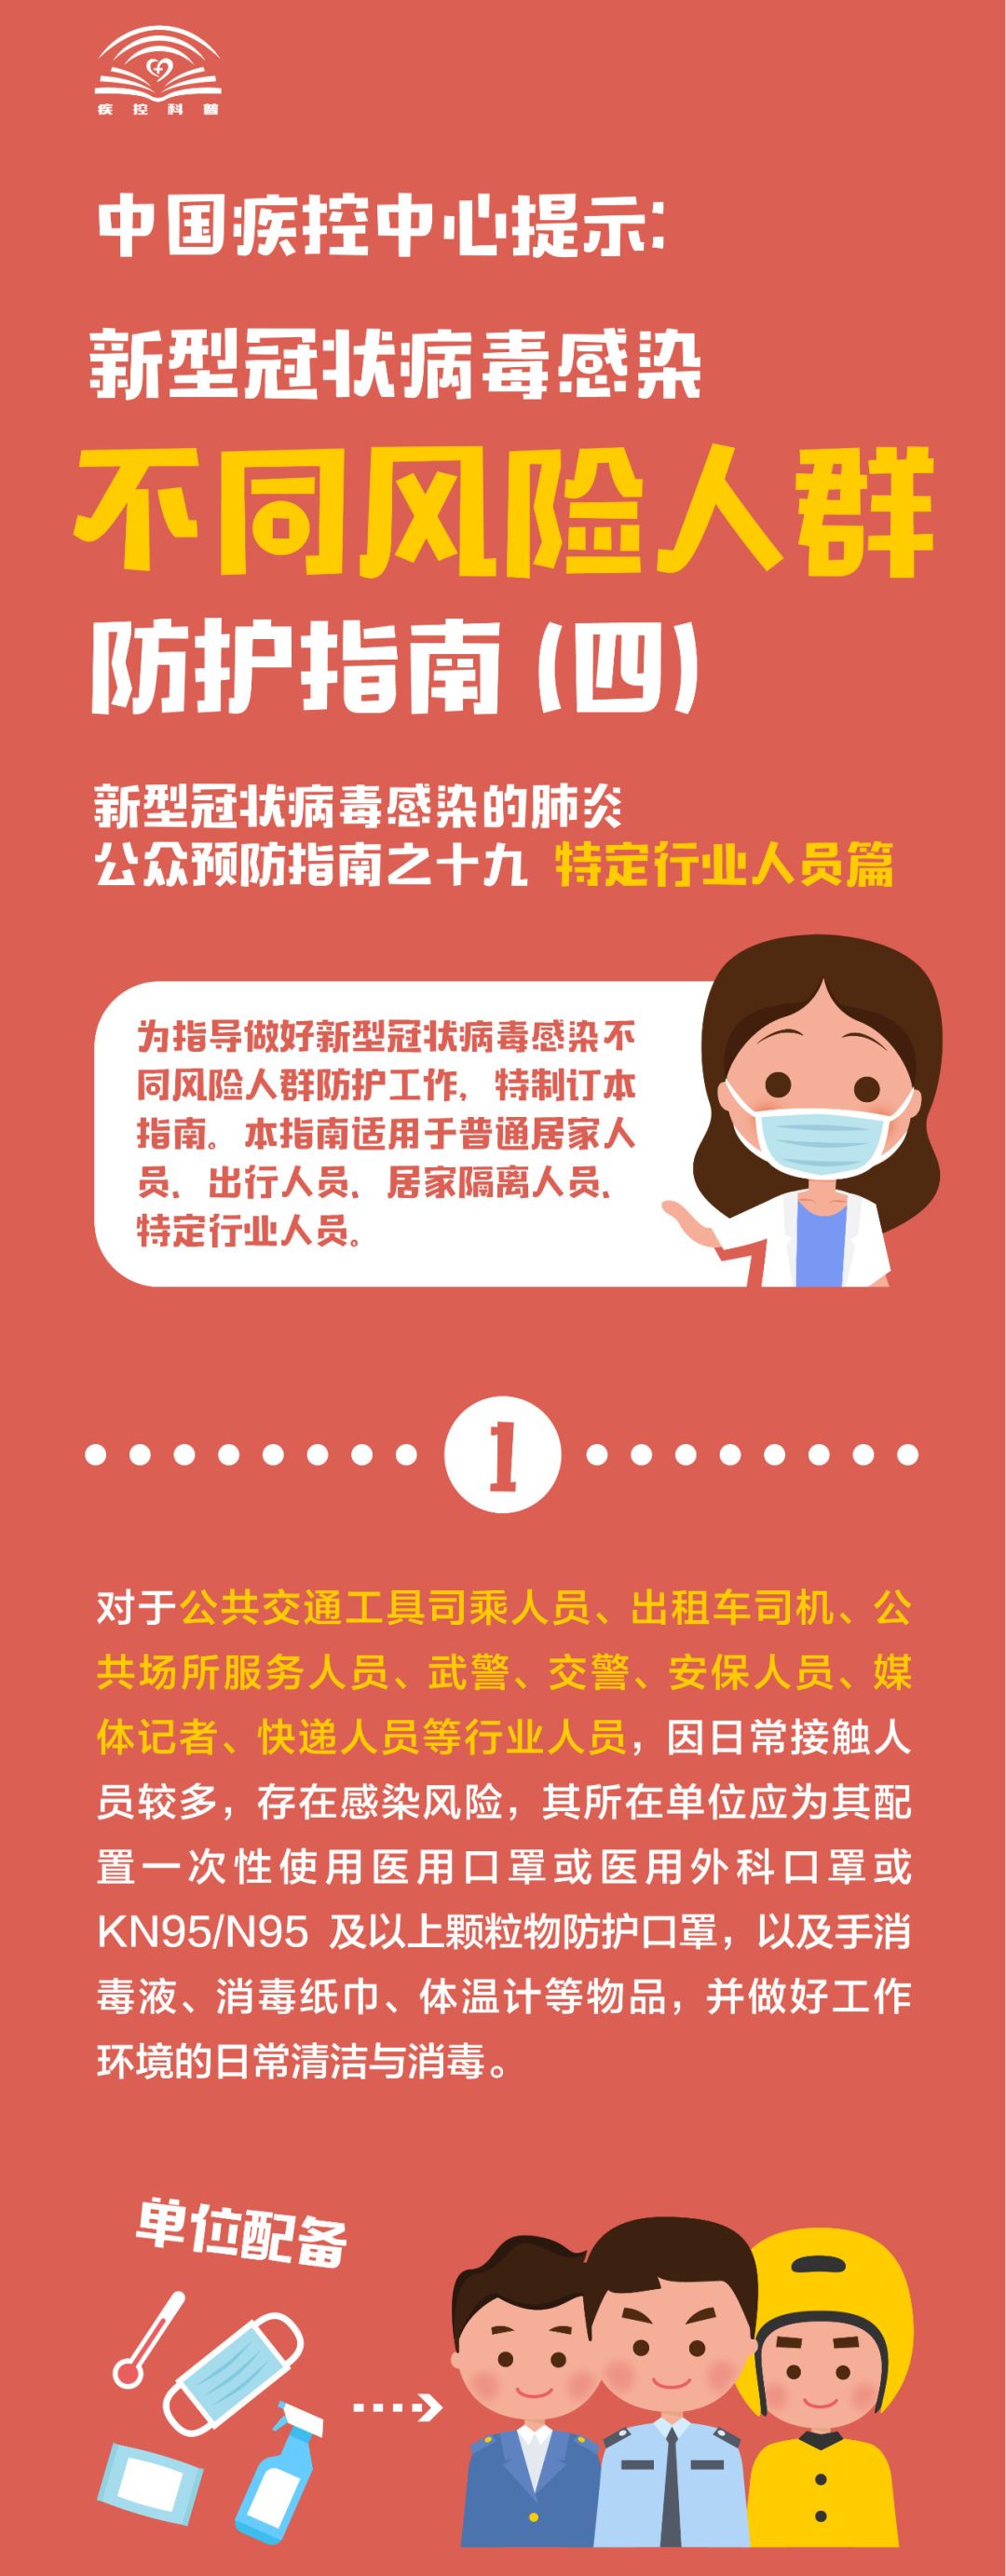 疾控科普
中国疾控中心提示:
新型冠状病毒感染
不同风险人群
防护指南(四)
新型冠状病毒感染的肺炎
公众预防指南之十九 特定行业人员篇
为指导做好新型冠状病毒感染不
同风险人群防护工作,特制订本
指南。本指南适用于普通居家人
员、出行人员、居家隔离人员、
特定行业人员。
1
对于公共交通工具司乘人员、出租车司机、公
共场所服务人员、武警、交警、安保人员、媒
体记者、快递人员等行业人员,因日常接触人
员较多,存在感染风险,其所在单位应为其配
置一次性使用医用口罩或医用外科口罩或
KN95/N95 及以上颗粒物防护口罩,以及手消
毒液、消毒纸巾、体温计等物品,并做好工作
环境的日常清洁与消毒。
单位配备